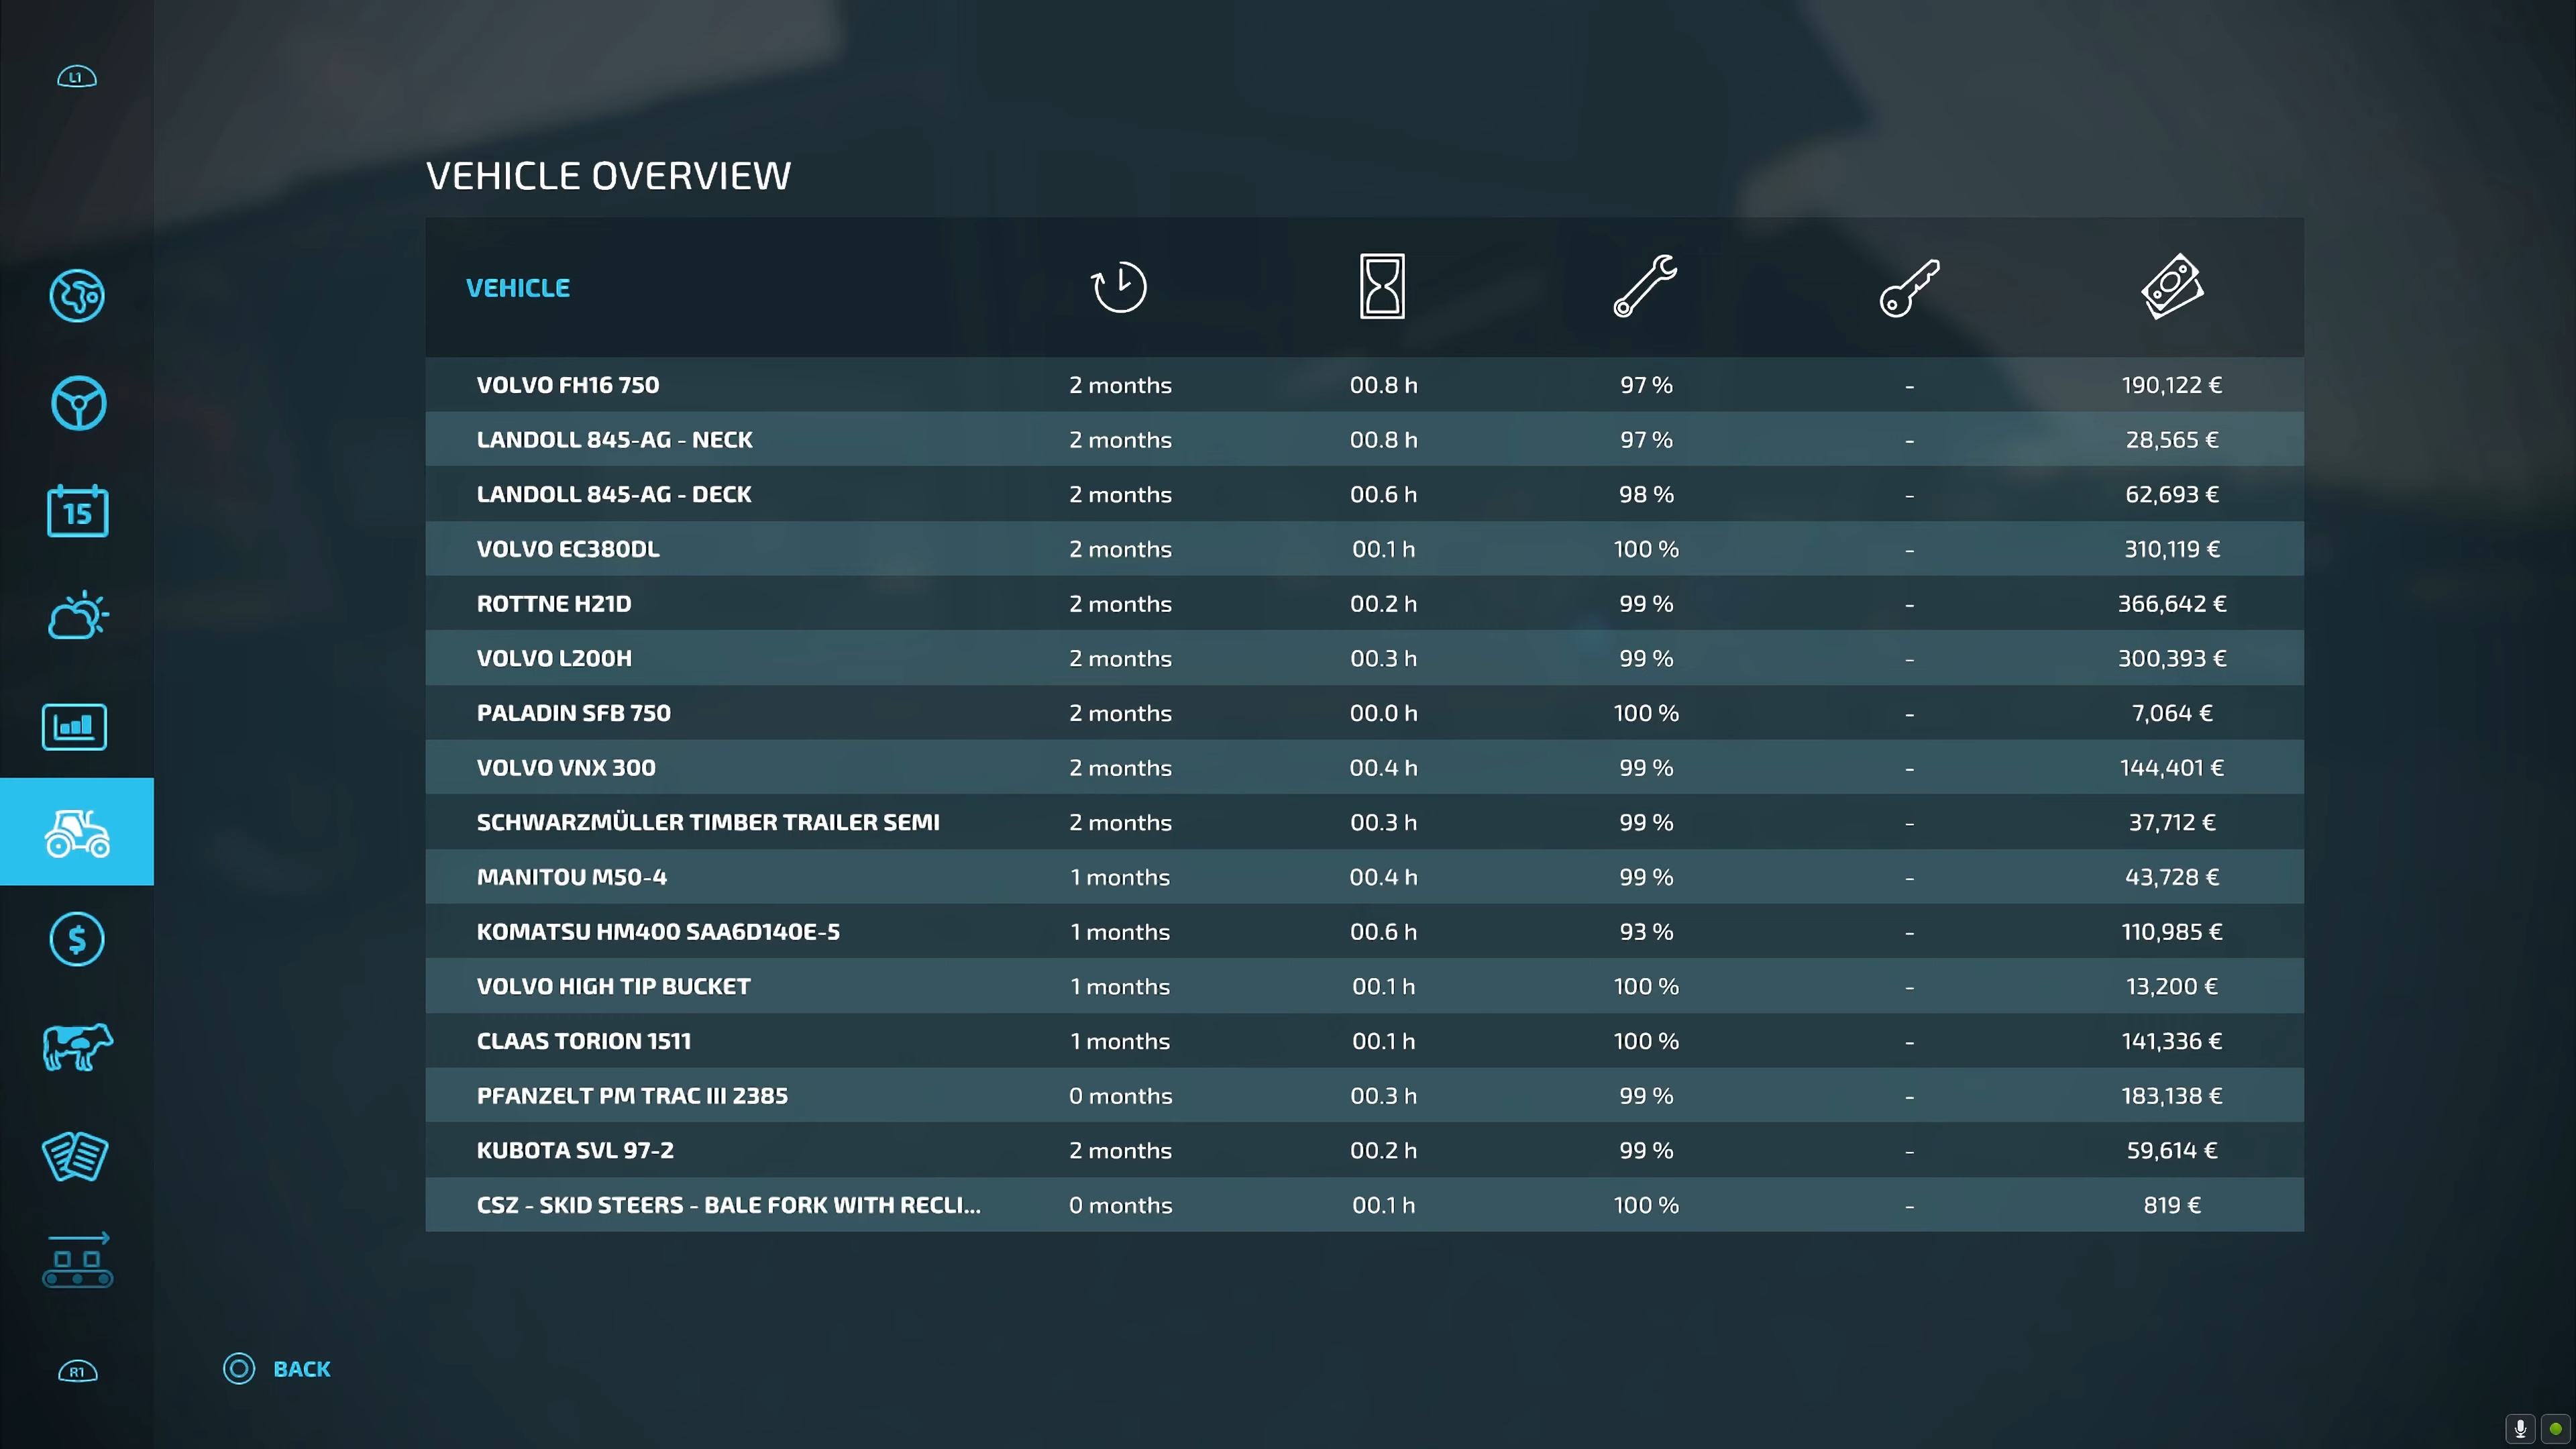 L1
VEHICLE OVERVIEW
VEHICLE
VOLVO FH16 750 2 months 00.8 h 97 % - 190,122 €
LANDOLL 845-AG - NECK 2 months 00.8 h 97 % - 28,565 €
LANDOLL 845-AG - DECK 2 months 00.6 h 98 % - 62,693 €
VOLVO EC380DL 2 months 00.1 h 100 % - 310,119 €
ROTTNE H21D 2 months 00.2 h 99 % - 366,642 €
VOLVO L200H 2 months 00.3 h 99 % - 300,393 €
PALADIN SFB 750 2 months 00.0 h 100 % - 7,064 €
VOLVO VNX 300 2 months 00.4 h 99 % - 144,401 €
SCHWARZMÜLLER TIMBER TRAILER SEMI 2 months 00.3 h 99 % - 37,712 €
MANITOU M50-4 1 months 00.4 h 99 % - 43,728 €
KOMATSU HM400 SAA6D140E-5 1 months 00.6 h 93 % - 110,985 €
VOLVO HIGH TIP BUCKET 1 months 00.1 h 100 % - 13,200 €
CLAAS TORION 1511 1 months 00.1 h 100 % - 141,336 €
PFANZELT PM TRAC III 2385 0 months 00.3 h 99 % - 183,138 €
KUBOTA SVL 97-2 2 months 00.2 h 99 % - 59,614 €
CSZ - SKID STEERS - BALE FORK WITH RECLI... 0 months 00.1 h 100 % - 819 €
15
$
R1
BACK